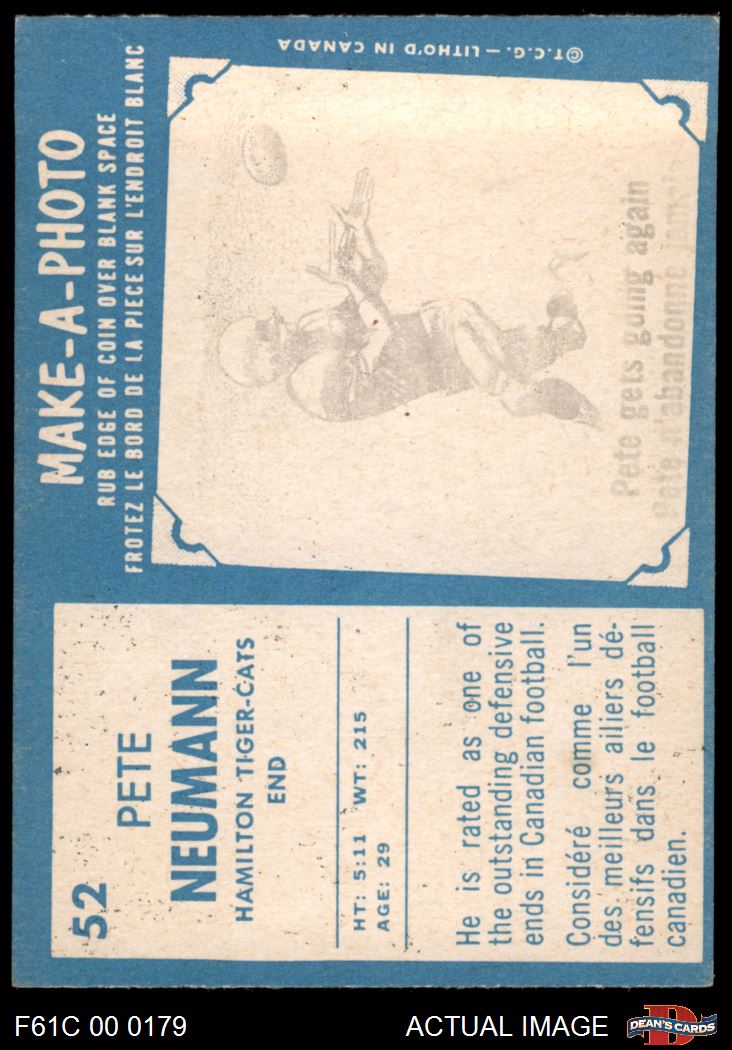 52
PETE
NEUMANN
HAMILTON TIGER-CATS
END
HT: 5:11 WT: 215
AGE: 29
He is rated as one of
the outstanding defensive
ends in Canadian football.
Considéré comme l'un
des meilleurs ailiers dé-
fensifs dans le football
canadien.
MAKE-A-PHOTO
RUB EDGE OF COIN OVER BLANK SPACE
FROTEZ LE BORD DE LA PIECE SUR L'ENDROIT BLANC
Pete gets going again
Pete n'abandonne jamais
©T.C.G. — LITHO'D IN CANADA
F61C 00 0179
ACTUAL IMAGE
DEAN'S CARDS